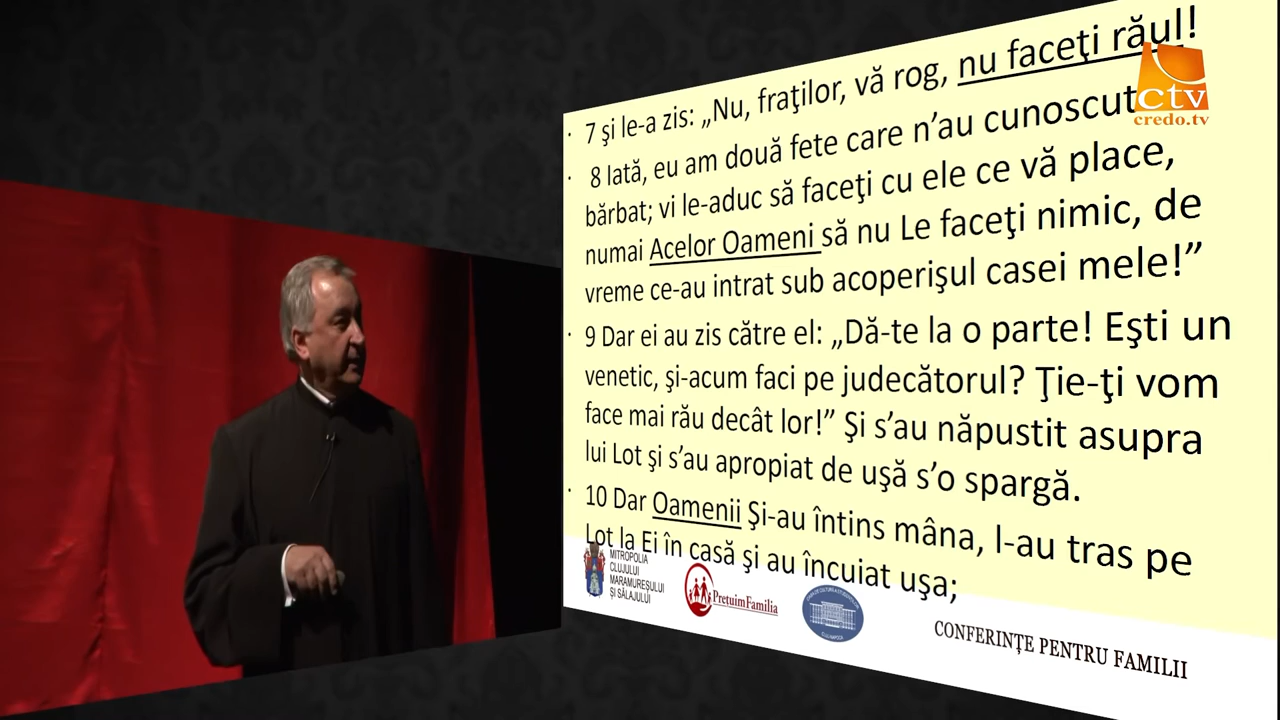 7 şi le-a zis: „Nu, fraţilor, vă rog, nu faceţi răul!
8 Iată, eu am două fete care n’au cunoscut
bărbat; vi le-aduc să faceţi cu ele ce vă place,
numai Acelor Oameni să nu Le faceţi nimic, de
vreme ce-au intrat sub acoperişul casei mele!”
9 Dar ei au zis către el: „Dă-te la o parte! Eşti un
venetic, şi-acum faci pe judecătorul? Ţie-ţi vom
face mai rău decât lor!” Şi s’au năpustit asupra
lui Lot şi s’au apropiat de uşă s’o spargă.
10 Dar Oamenii Şi-au întins mâna, l-au tras pe
Lot la Ei în casă şi au încuiat uşa;
ctv
credo.tv
MITROPOLIA
CLUJULUI
MARAMUREȘULUI
ȘI SĂLAJULUI
PretuimFamilia
CONFERINȚE PENTRU FAMILII